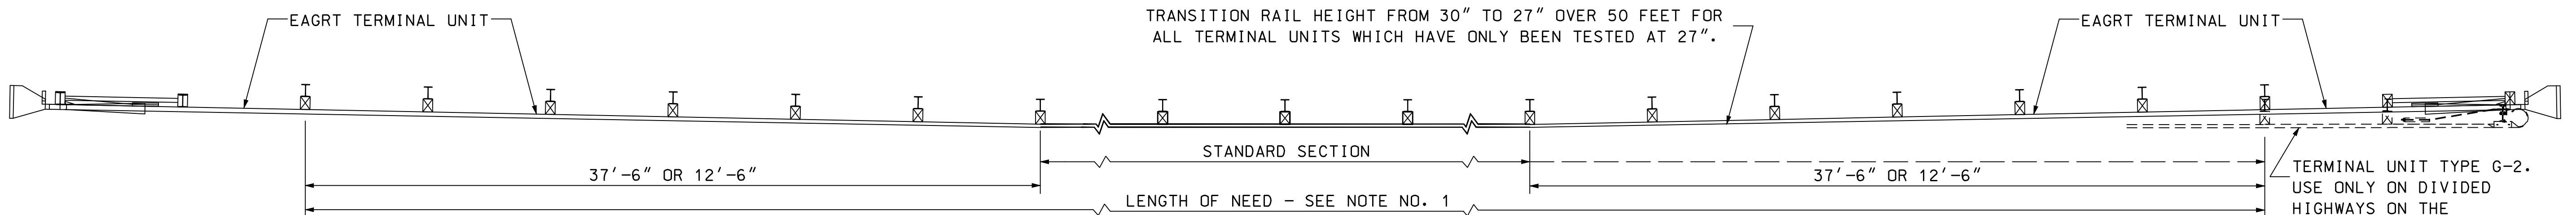 EAGRT TERMINAL UNIT
TRANSITION RAIL HEIGHT FROM 30" TO 27" OVER 50 FEET FOR
ALL TERMINAL UNITS WHICH HAVE ONLY BEEN TESTED AT 27".
EAGRT TERMINAL UNIT
STANDARD SECTION
37'-6" OR 12'-6"
37'-6" OR 12'-6"
LENGTH OF NEED - SEE NOTE NO. 1
TERMINAL UNIT TYPE G-2.
USE ONLY ON DIVIDED
HIGHWAYS ON THE